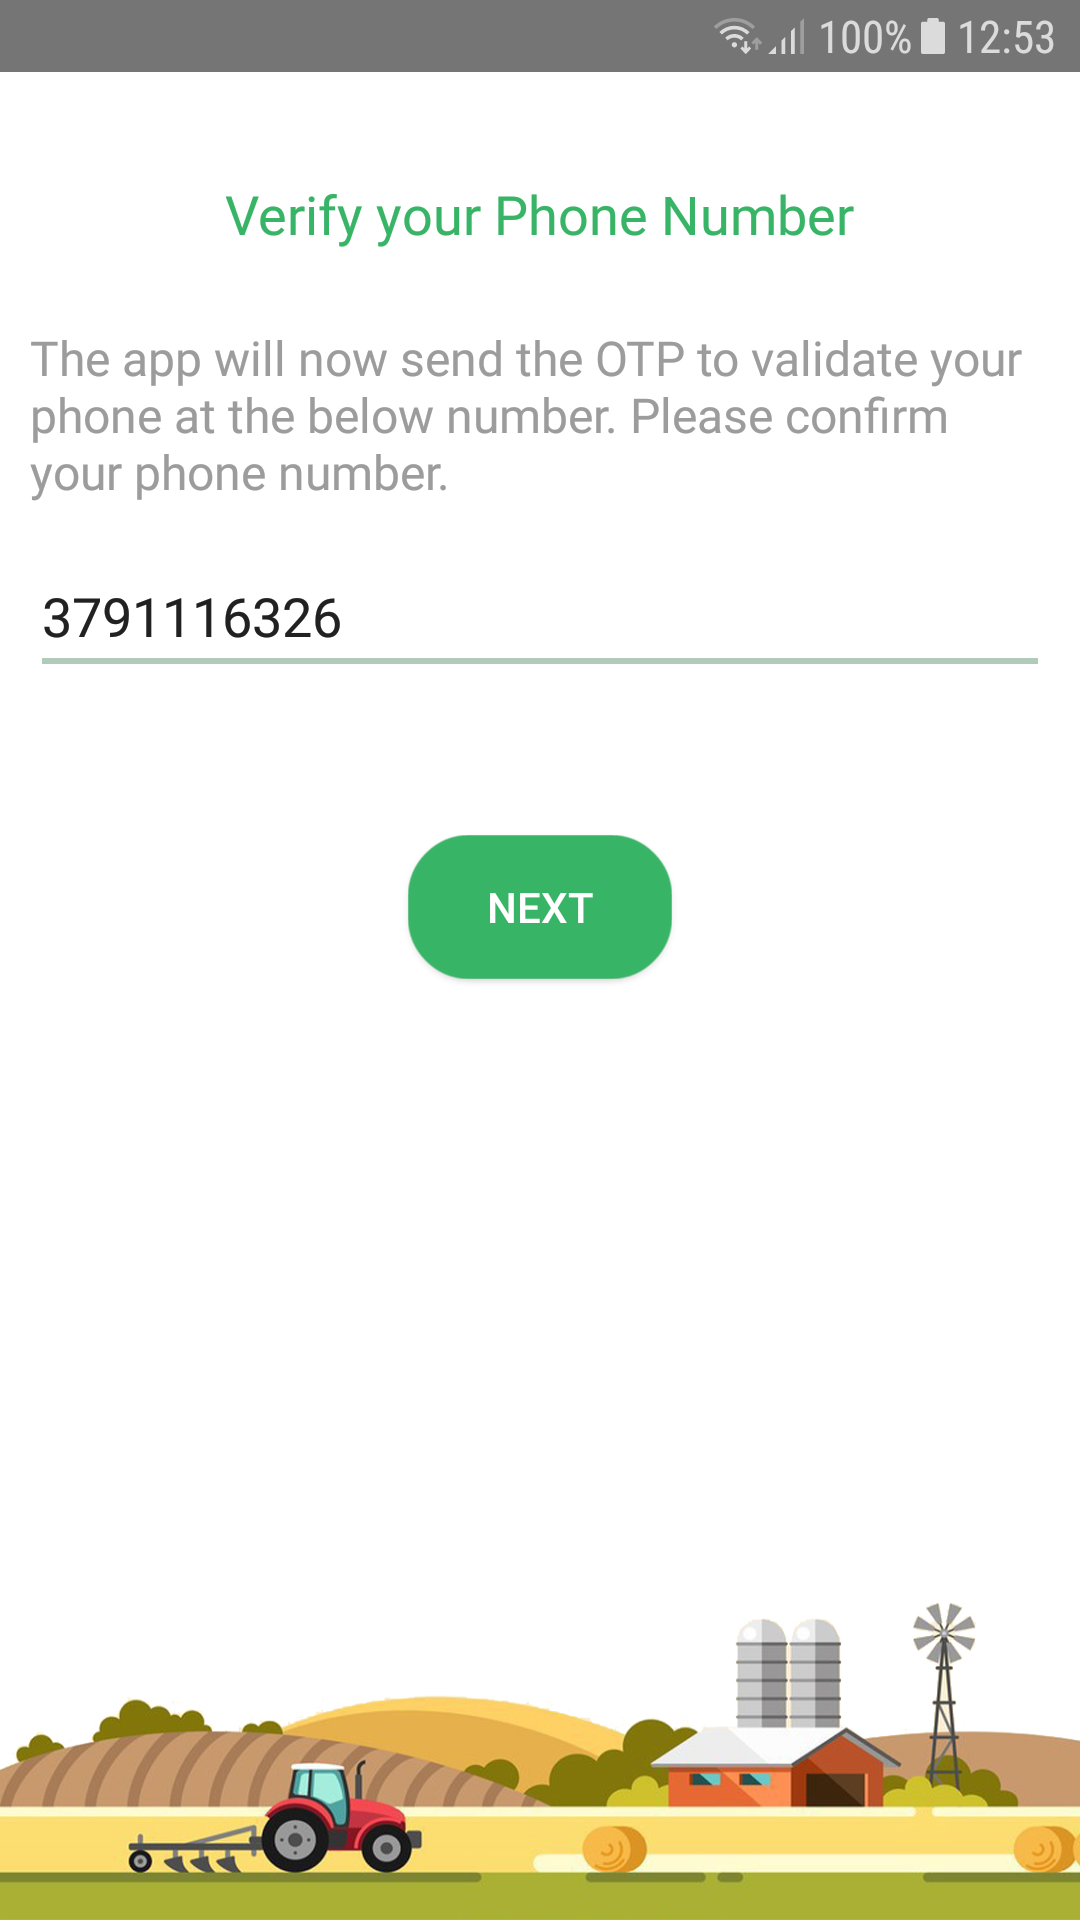 100% 12:53
Verify your Phone Number
The app will now send the OTP to validate your
phone at the below number. Please confirm
your phone number.
3791116326
NEXT